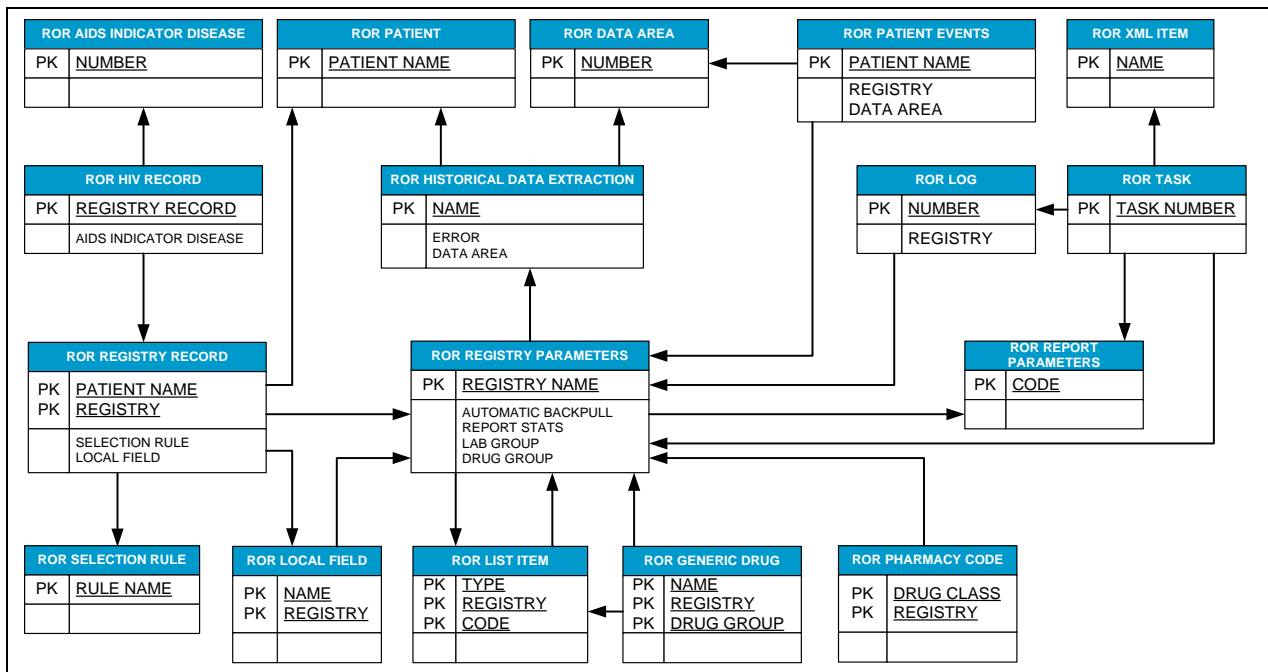 ROR AIDS INDICATOR DISEASE
PK NUMBER
ROR PATIENT
PK PATIENT NAME
ROR DATA AREA
PK NUMBER
ROR PATIENT EVENTS
PK PATIENT NAME
REGISTRY
DATA AREA
ROR XML ITEM
PK NAME
ROR HIV RECORD
PK REGISTRY RECORD
AIDS INDICATOR DISEASE
ROR HISTORICAL DATA EXTRACTION
PK NAME
ERROR
DATA AREA
ROR LOG
PK NUMBER
REGISTRY
ROR TASK
PK TASK NUMBER
ROR REGISTRY RECORD
PK PATIENT NAME
PK REGISTRY
SELECTION RULE
LOCAL FIELD
ROR REGISTRY PARAMETERS
PK REGISTRY NAME
AUTOMATIC BACKPULL
REPORT STATS
LAB GROUP
DRUG GROUP
ROR REPORT
PARAMETERS
PK CODE
ROR SELECTION RULE
PK RULE NAME
ROR LOCAL FIELD
PK NAME
PK REGISTRY
ROR LIST ITEM
PK TYPE
PK REGISTRY
PK CODE
ROR GENERIC DRUG
PK NAME
PK REGISTRY
PK DRUG GROUP
ROR PHARMACY CODE
PK DRUG CLASS
PK REGISTRY